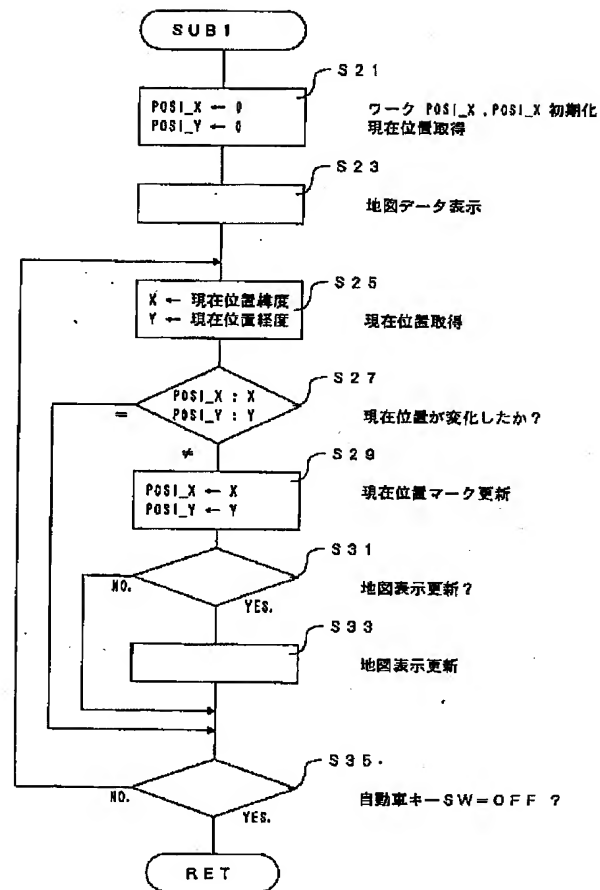 SUB1
S21
POSI_X ← 0
POSI_Y ← 0
ワーク POSI_X , POSI_X 初期化
現在位置取得
S23
地図データ表示
S25
X ← 現在位置緯度
Y ← 現在位置経度
現在位置取得
S27
POSI_X : X
POSI_Y : Y
=
≠
現在位置が変化したか?
S29
POSI_X ← X
POSI_Y ← Y
現在位置マーク更新
S31
NO.
YES.
地図表示更新?
S33
地図表示更新
S35.
NO.
YES.
自動車キーSW=OFF ?
RET